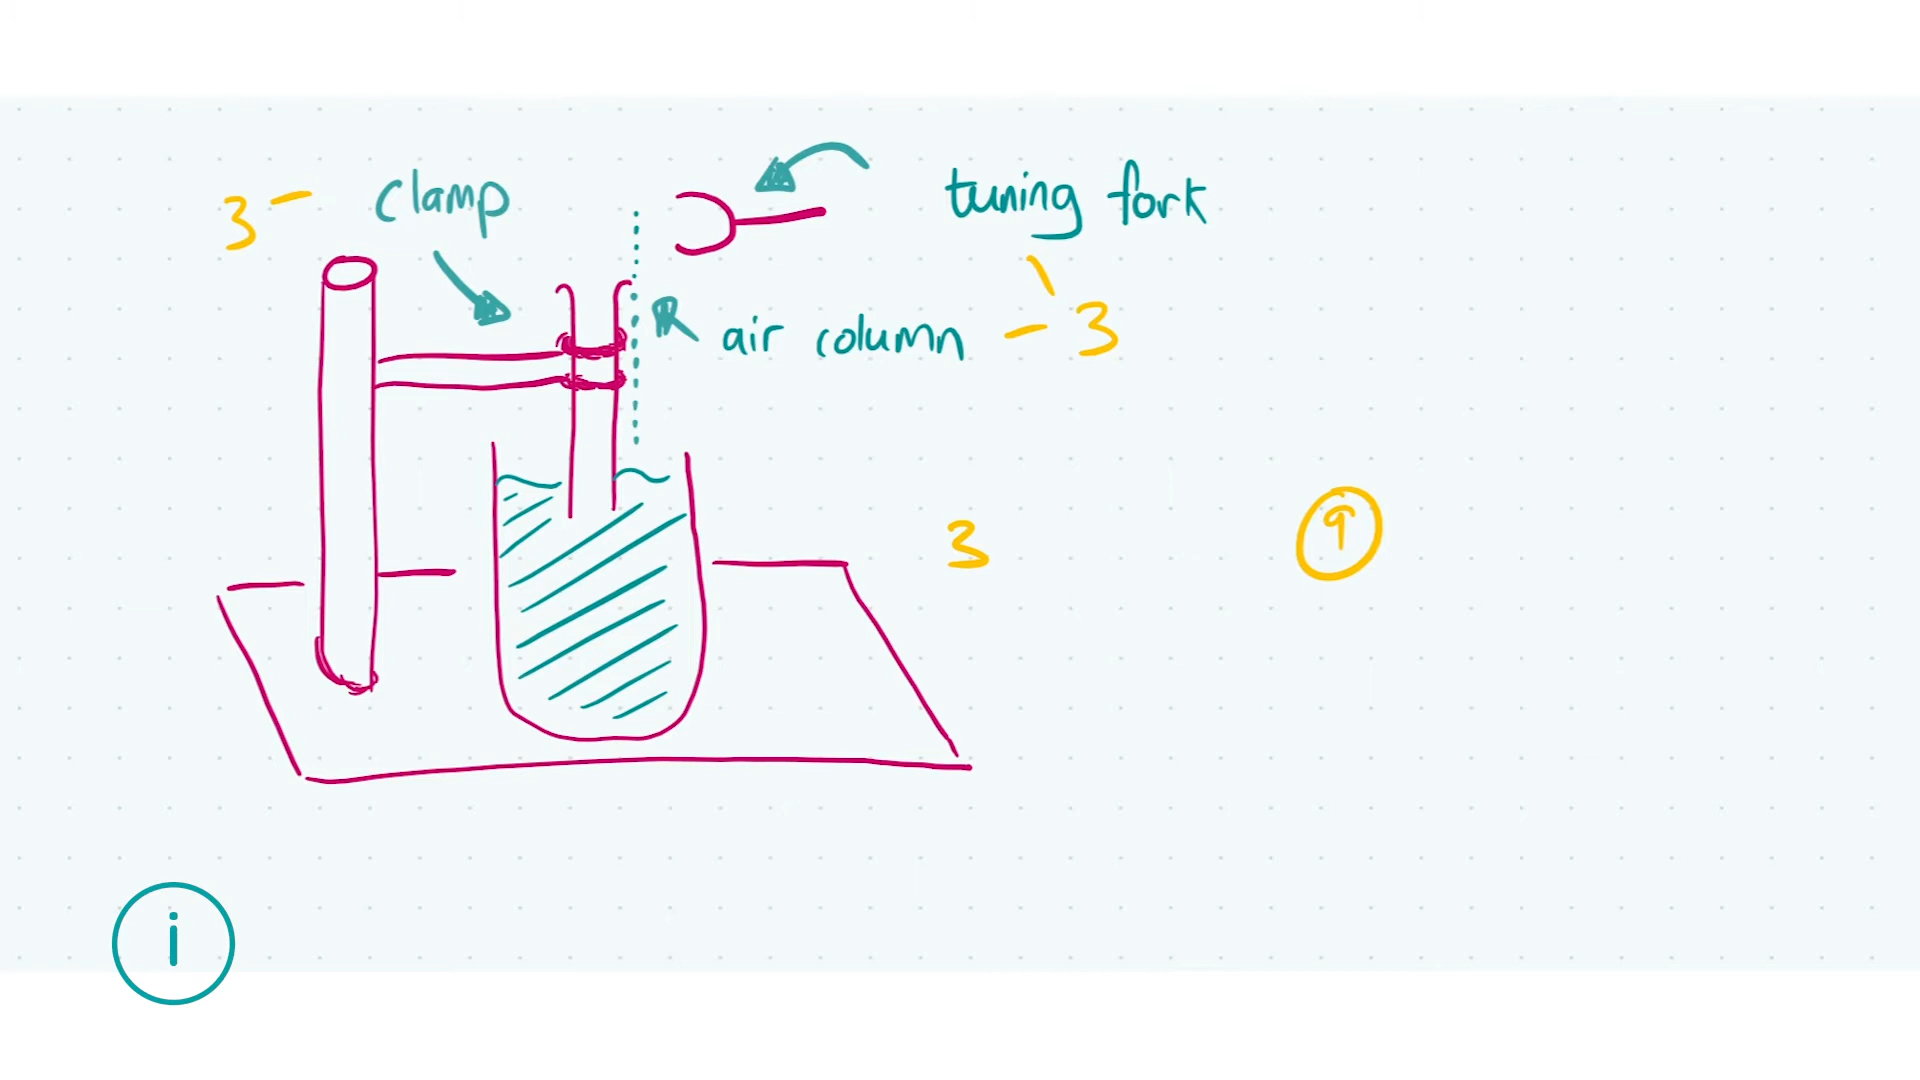 3 - clamp
tuning fork
air column - 3
3
9
i